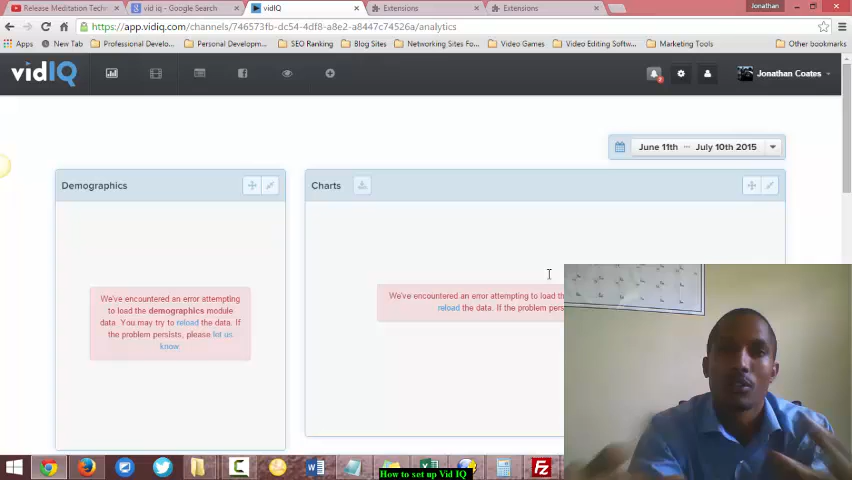 Jonathan
Release Meditation Techn
vid iq - Google Search
vidIQ
Extensions
Extensions
https://app.vidiq.com/channels/746573fb-dc54-4df-a8e2-a8447c74526a/analytics
Apps
New Tab
Professional Develo...
Personal Developm...
SEO Ranking
Blog Sites
Networking Sites Fo...
Video Games
Video Editing Softw...
Marketing Tools
Other bookmarks
vidIQ
Jonathan Coates
June 11th — July 10th 2015
Demographics
Charts
We've encountered an error attempting
to load the demographics module
data. You may try to reload the data. If
the problem persists, please let us
know.
We've encountered an error attempting to load the
reload the data. If the problem pers
How to set up Vid IQ